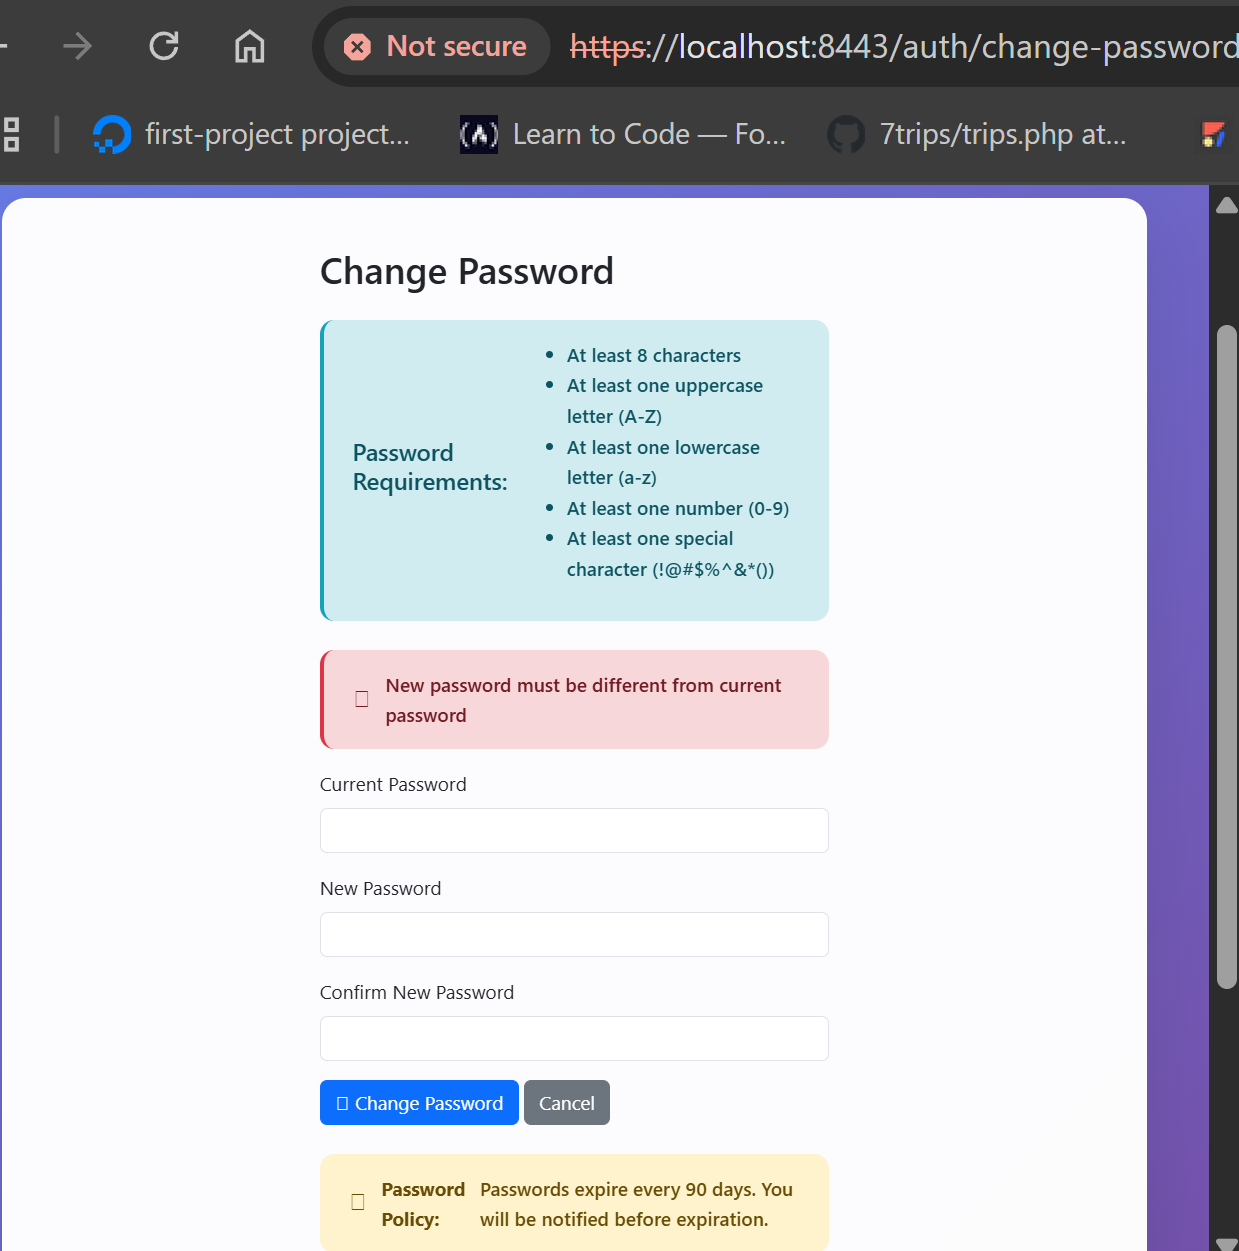 Not secure
https://localhost:8443/auth/change-password
first-project project...
Learn to Code — Fo...
7trips/trips.php at...
Change Password
Password
Requirements:
At least 8 characters
At least one uppercase
letter (A-Z)
At least one lowercase
letter (a-z)
At least one number (0-9)
At least one special
character (!@#$%^&*())
New password must be different from current
password
Current Password
New Password
Confirm New Password
Change Password
Cancel
Password
Policy:
Passwords expire every 90 days. You
will be notified before expiration.